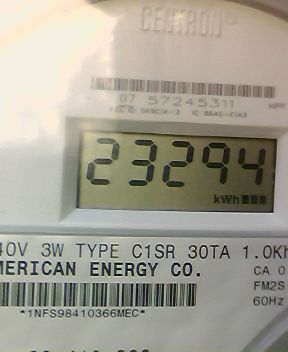 CENTRON®
07 57245311
23294
kWh
40V 3W TYPE C1SR 30TA 1.0Kh
MERICAN ENERGY CO.
CA 0
FM2S
60Hz
*1NFS98410366MEC*